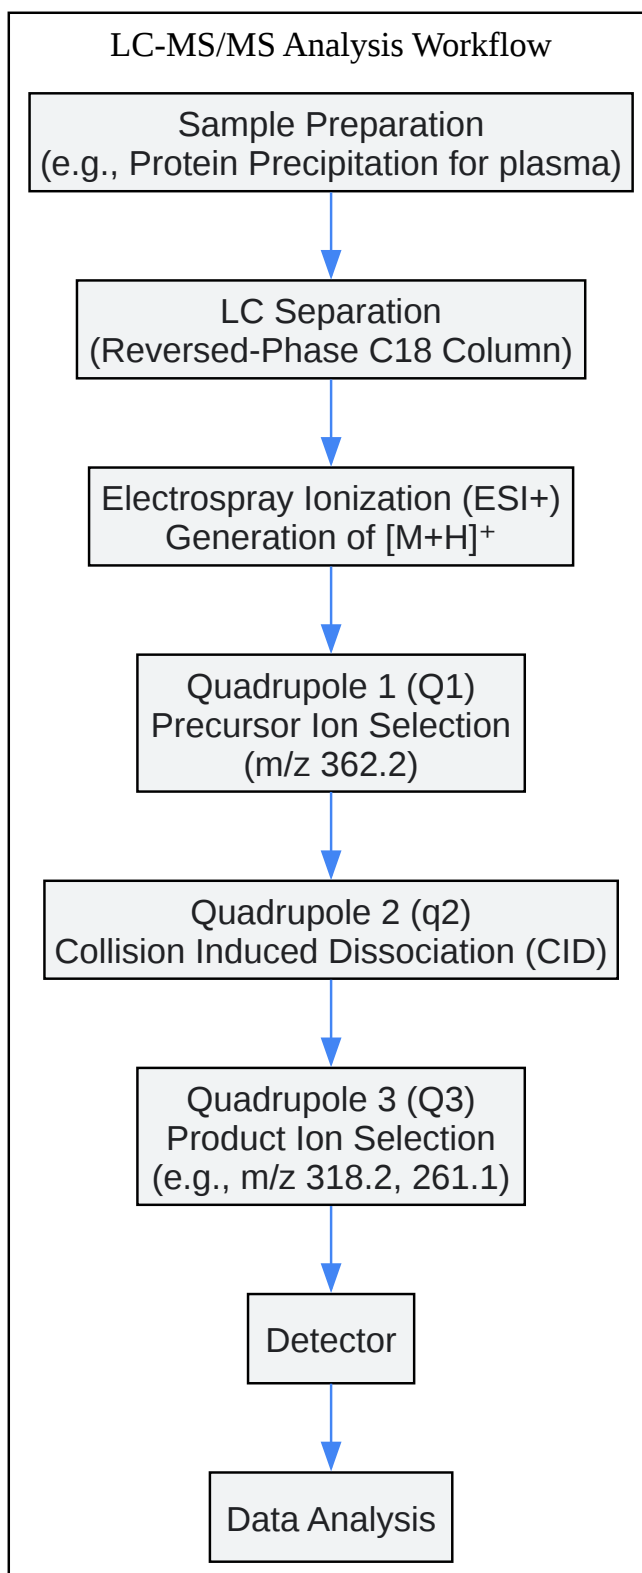 LC-MS/MS Analysis Workflow
Sample Preparation
(e.g., Protein Precipitation for plasma)
LC Separation
(Reversed-Phase C18 Column)
Electrospray Ionization (ESI+)
Generation of [M+H]⁺
Quadrupole 1 (Q1)
Precursor Ion Selection
(m/z 362.2)
Quadrupole 2 (q2)
Collision Induced Dissociation (CID)
Quadrupole 3 (Q3)
Product Ion Selection
(e.g., m/z 318.2, 261.1)
Detector
Data Analysis